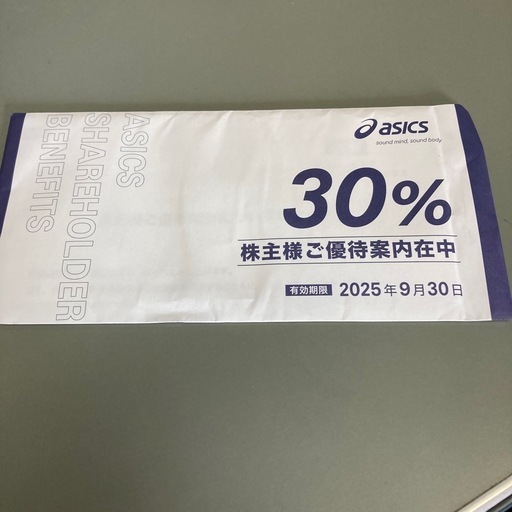 ASICS
SHAREHOLDER
BENEFITS
asics
sound mind, sound body
30%
株主様ご優待案内在中
有効期限 2025年9月30日